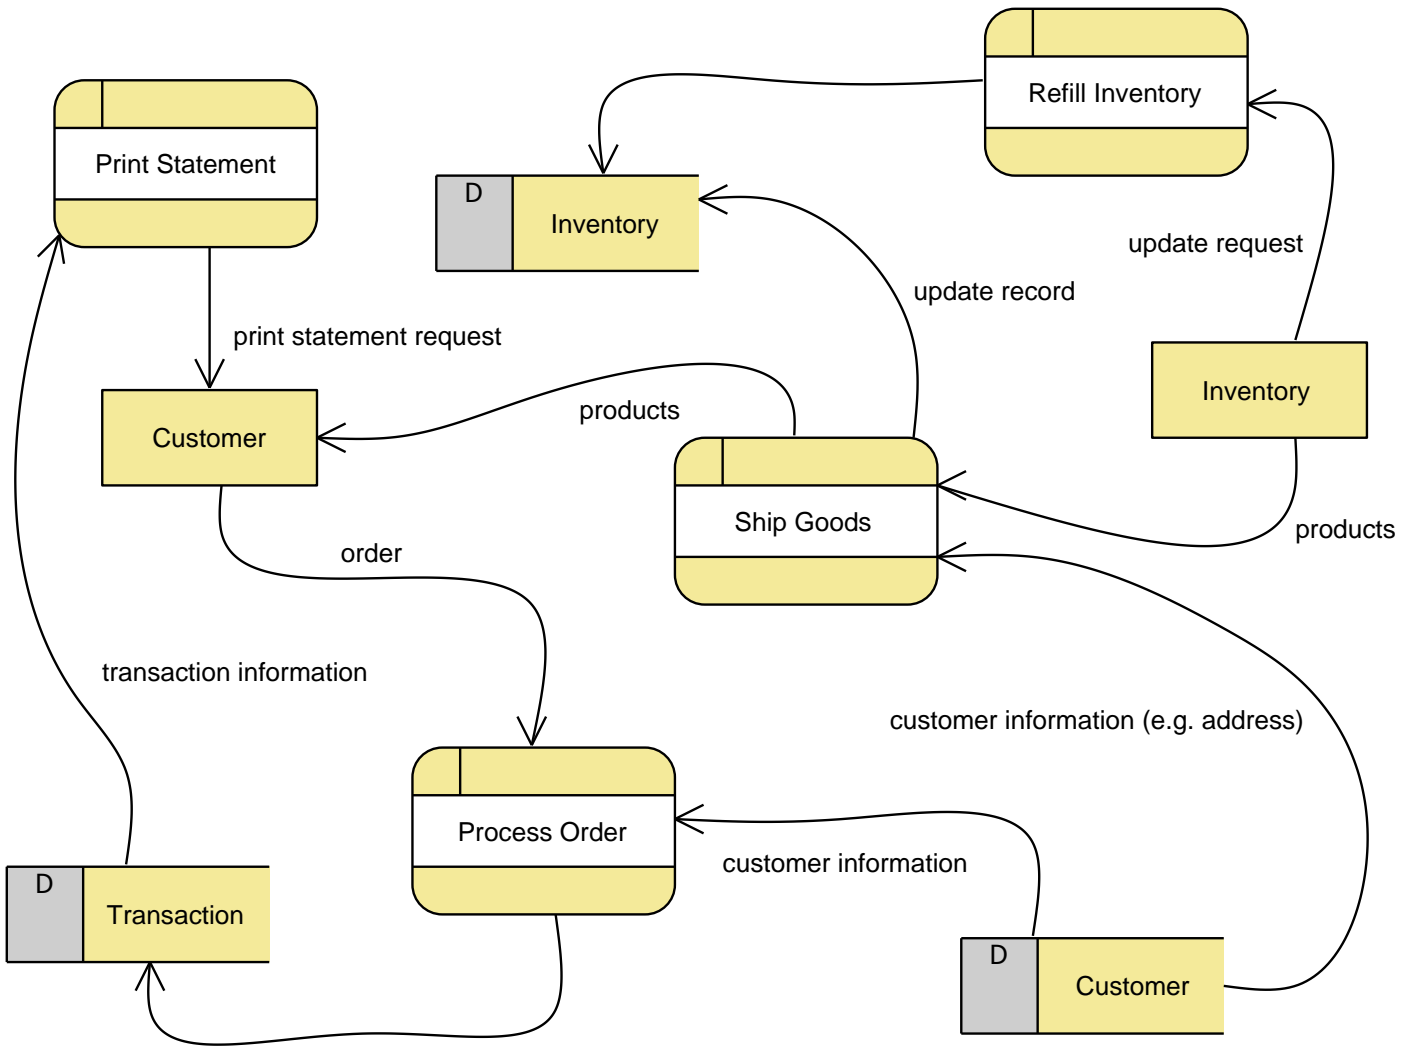 Refill Inventory
Print Statement
D
Inventory
update request
update record
print statement request
Inventory
products
Customer
Ship Goods
products
order
transaction information
customer information (e.g. address)
Process Order
customer information
D
Transaction
D
Customer